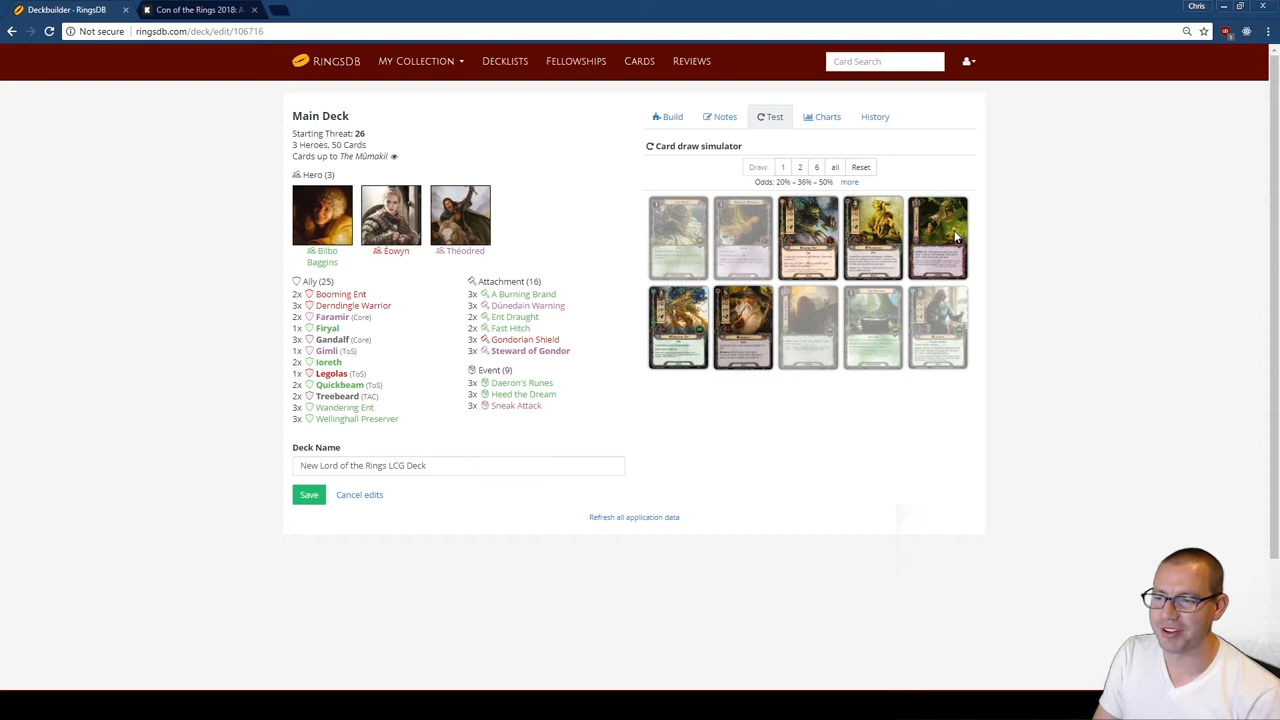 Deckbuilder · RingsDB
Con of the Rings 2018: A
Chris
Not secure
ringsdb.com/deck/edit/106716
RINGSDB
MY COLLECTION
DECKLISTS
FELLOWSHIPS
CARDS
REVIEWS
Card Search
Main Deck
Starting Threat: 26
3 Heroes, 50 Cards
Cards up to The Mûmakil
Hero (3)
Bilbo
Baggins
Éowyn
Théodred
Ally (25)
2x Booming Ent
3x Derndingle Warrior
2x Faramir (Core)
1x Firyal
3x Gandalf (Core)
1x Gimli (ToS)
2x Ioreth
1x Legolas (ToS)
2x Quickbeam (ToS)
2x Treebeard (TAC)
3x Wandering Ent
3x Wellinghall Preserver
Attachment (16)
3x A Burning Brand
3x Dúnedain Warning
2x Ent Draught
2x Fast Hitch
3x Gondorian Shield
3x Steward of Gondor
Event (9)
3x Daeron's Runes
3x Heed the Dream
3x Sneak Attack
Deck Name
New Lord of the Rings LCG Deck
Save
Cancel edits
Refresh all application data
Build
Notes
Test
Charts
History
Card draw simulator
Draw: 1 2 6 all Reset
Odds: 20% – 36% – 50% more